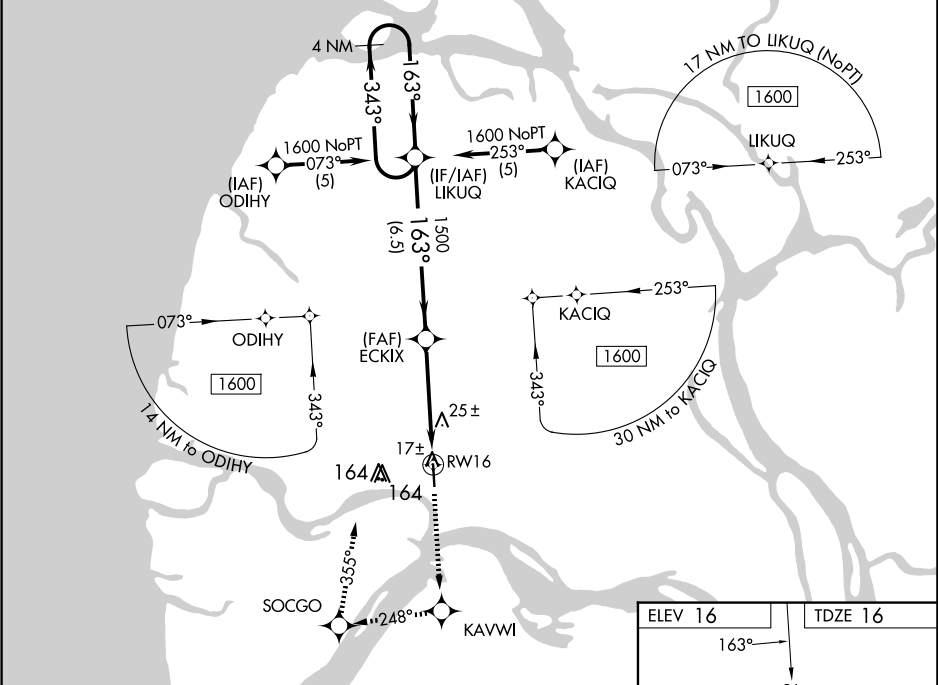 4 NM
343°
163°
17 NM TO LIKUQ (NoPT)
1600
LIKUQ
073°
253°
1600 NoPT
073°
(5)
(IAF)
ODIHY
(IF/IAF)
LIKUQ
1600 NoPT
253°
(5)
(IAF)
KACIQ
1500
163°
(6.5)
073°
ODIHY
1600
343°
14 NM to ODIHY
(FAF)
ECKIX
253°
KACIQ
1600
343°
30 NM to KACIQ
25±
17±
RW16
164
164
355°
SOCGO
248°
KAVWI
ELEV 16
TDZE 16
163°